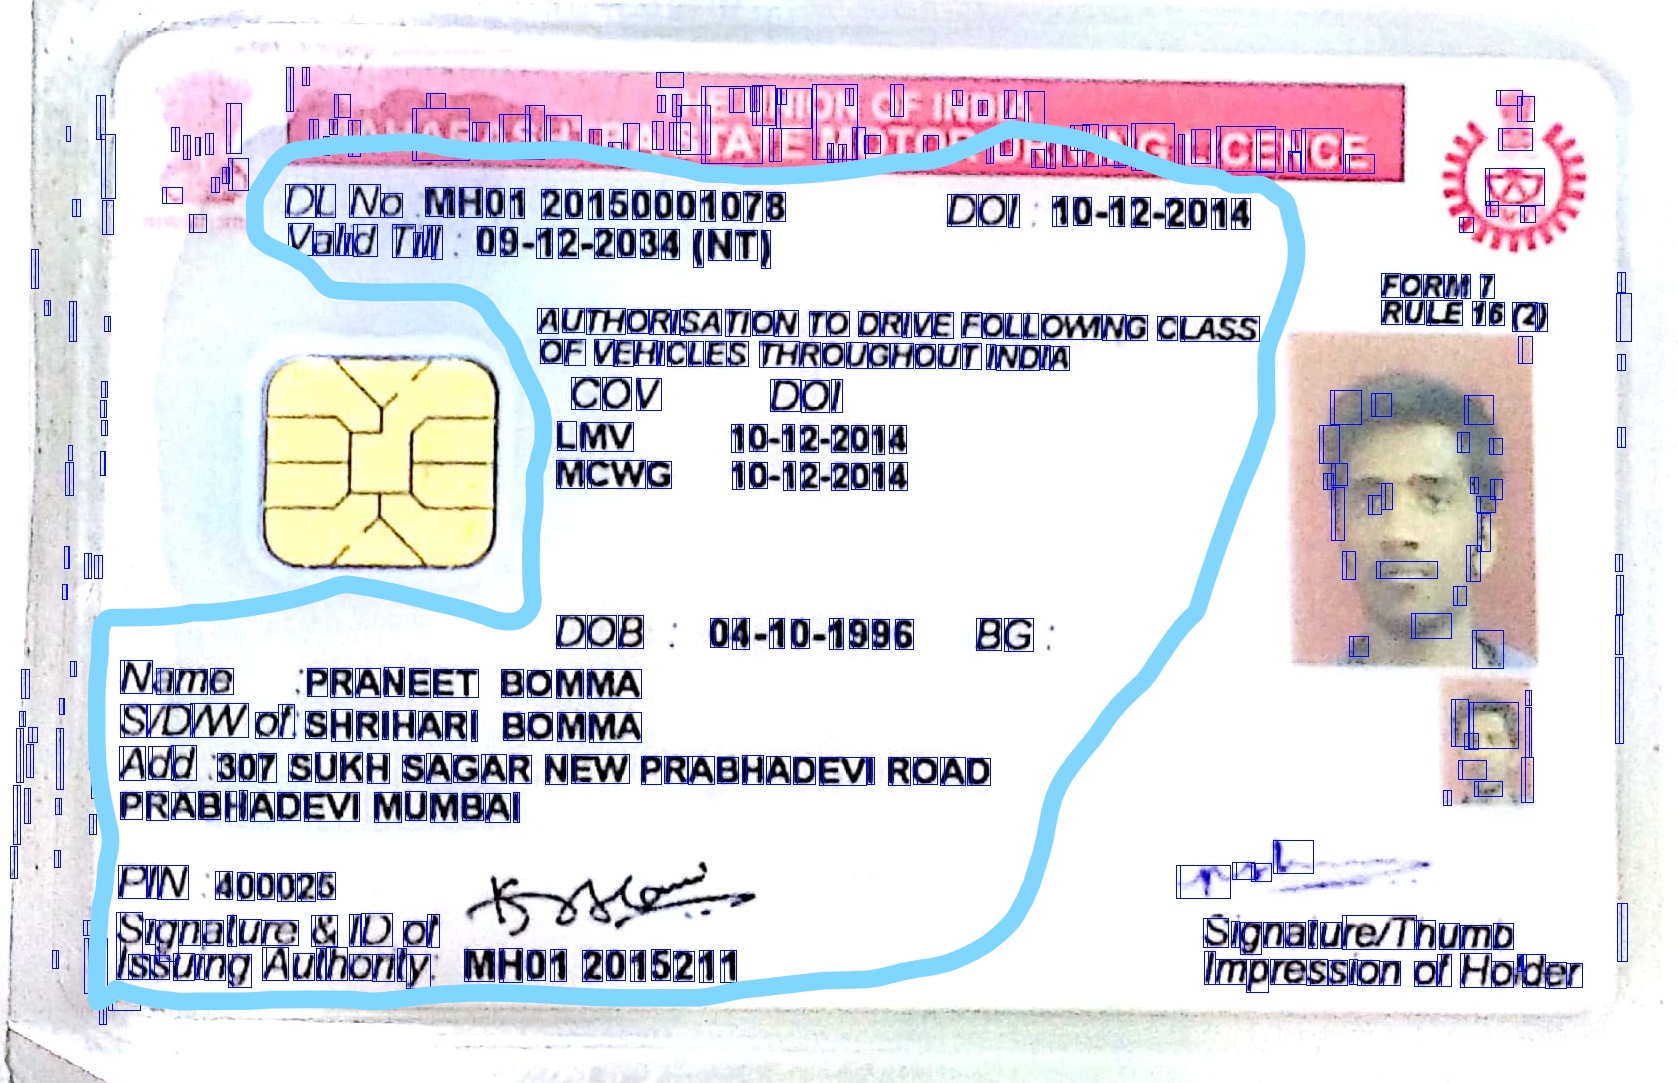 THE UNION OF INDIA
MAHARASHTRA STATE MOTOR DRIVING LICENCE
DL No MH01 20150001078 DOI : 10-12-2014
Valid Till : 09-12-2034 (NT)
FORM 7
RULE 16 (2)
AUTHORISATION TO DRIVE FOLLOWING CLASS
OF VEHICLES THROUGHOUT INDIA
COV DOI
LMV 10-12-2014
MCWG 10-12-2014
DOB : 04-10-1996 BG :
Name :PRANEET BOMMA
S/D/W of: SHRIHARI BOMMA
Add :307 SUKH SAGAR NEW PRABHADEVI ROAD
PRABHADEVI MUMBAI
PIN :400025
Signature & ID of
Issuing Authority: MH01 2015211
Signature/Thumb
Impression of Holder